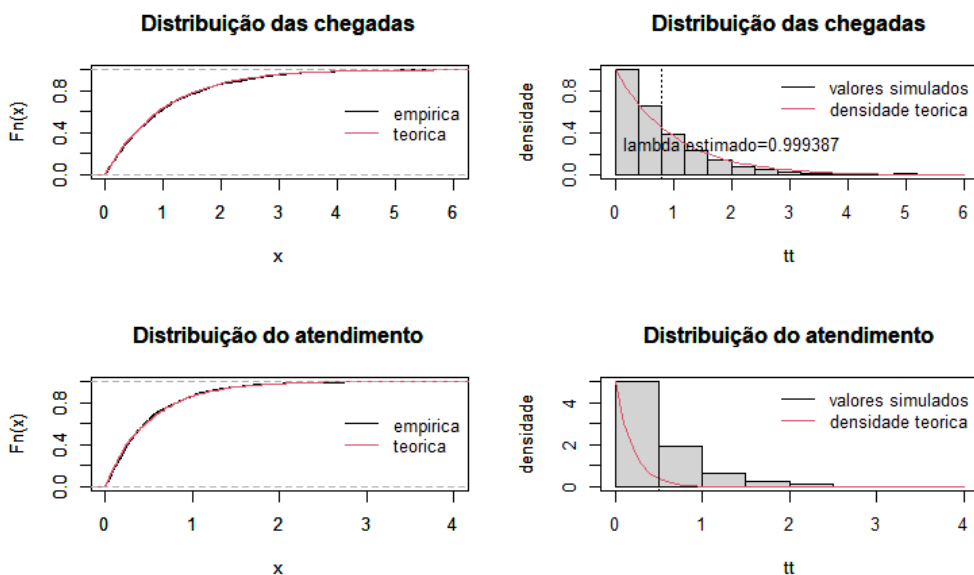 Distribuição das chegadas
Fn(x)
0.0 0.4 0.8
empirica
teorica
0 1 2 3 4 5 6
x
Distribuição das chegadas
densidade
0.0 0.4 0.8
valores simulados
densidade teorica
lambda estimado=0.999387
0 1 2 3 4 5 6
tt
Distribuição do atendimento
Fn(x)
0.0 0.4 0.8
empirica
teorica
0 1 2 3 4
x
Distribuição do atendimento
densidade
0 2 4
valores simulados
densidade teorica
0 1 2 3 4
tt